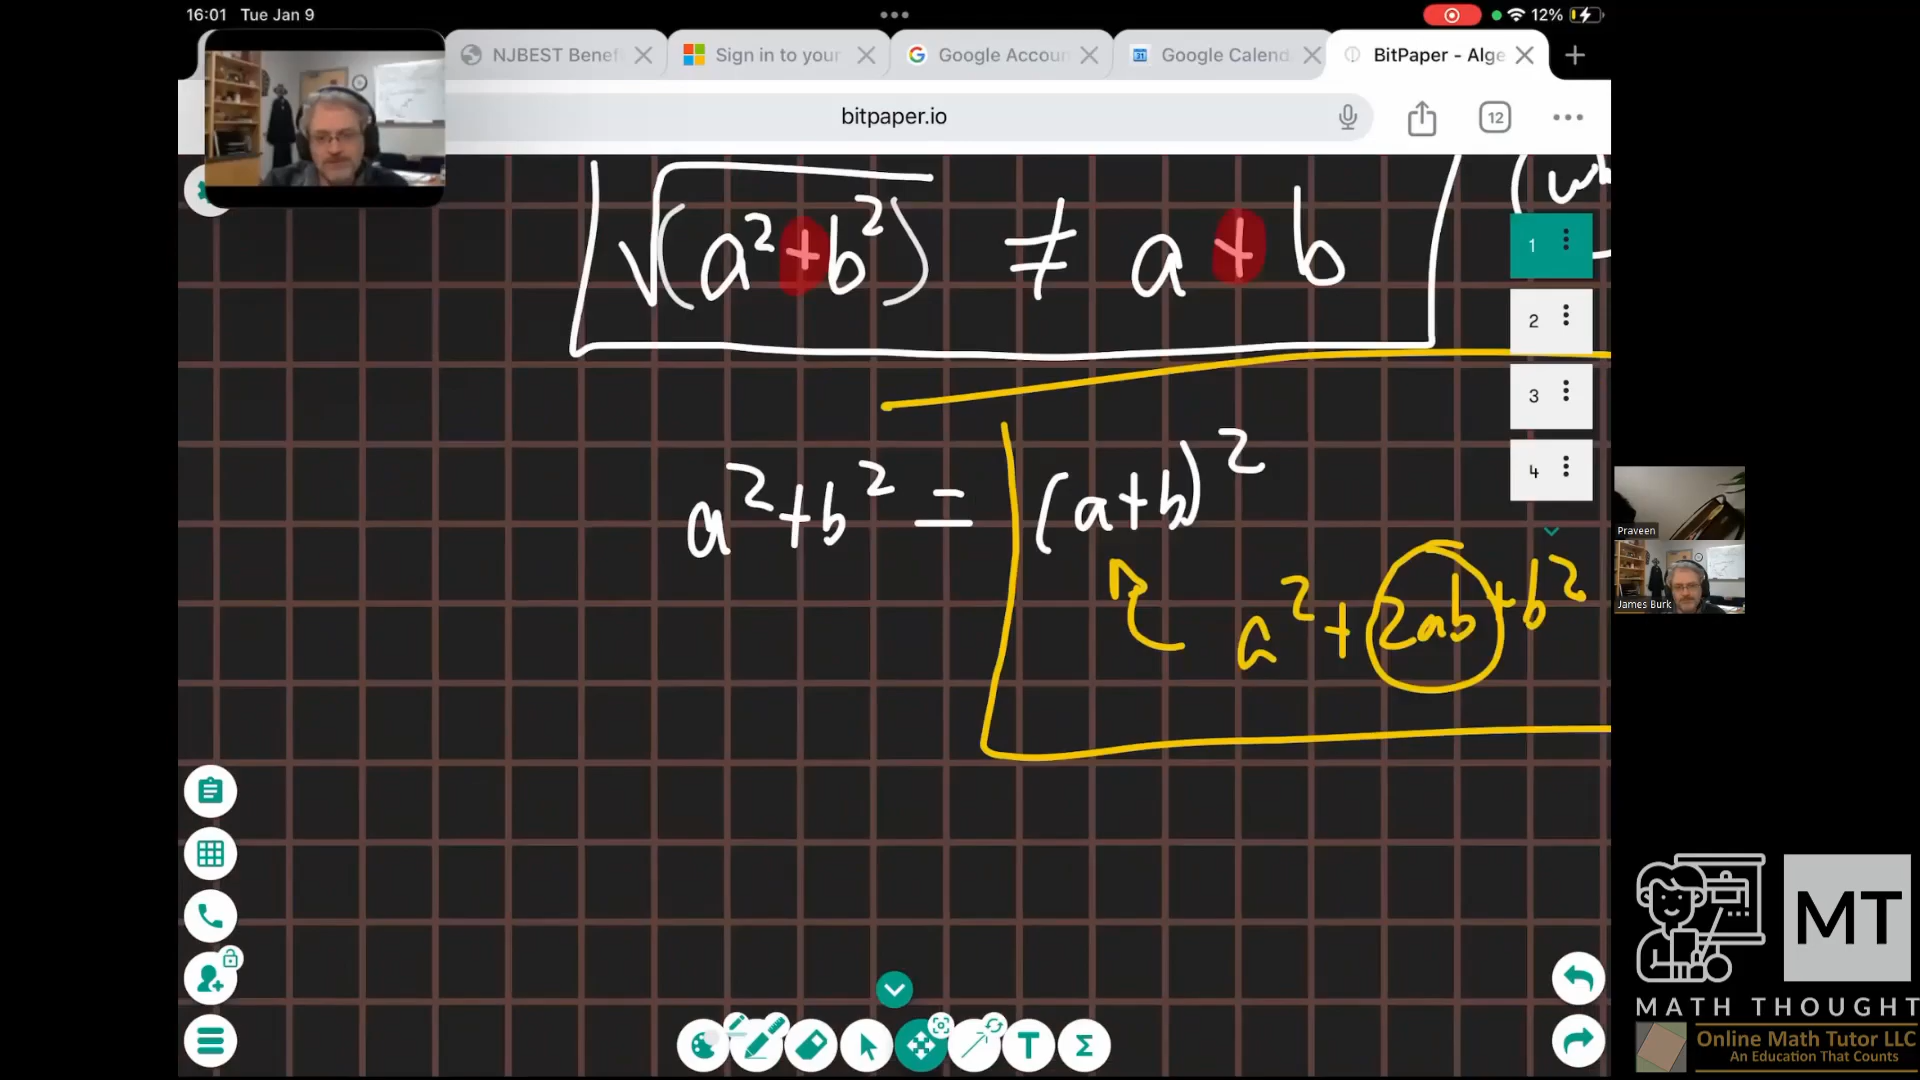 16:01 Tue Jan 9
12%
NJBEST Benef
Sign in to your
Google Accoun
Google Calend
BitPaper - Alge
bitpaper.io
12
√(a²+b²) ≠ a + b
(wh
1
2
3
4
a²+b² = (a+b)²
a²+2ab+b²
Praveen
James Burk
T
Σ
MT
MATH THOUGHT
Online Math Tutor LLC
An Education That Counts